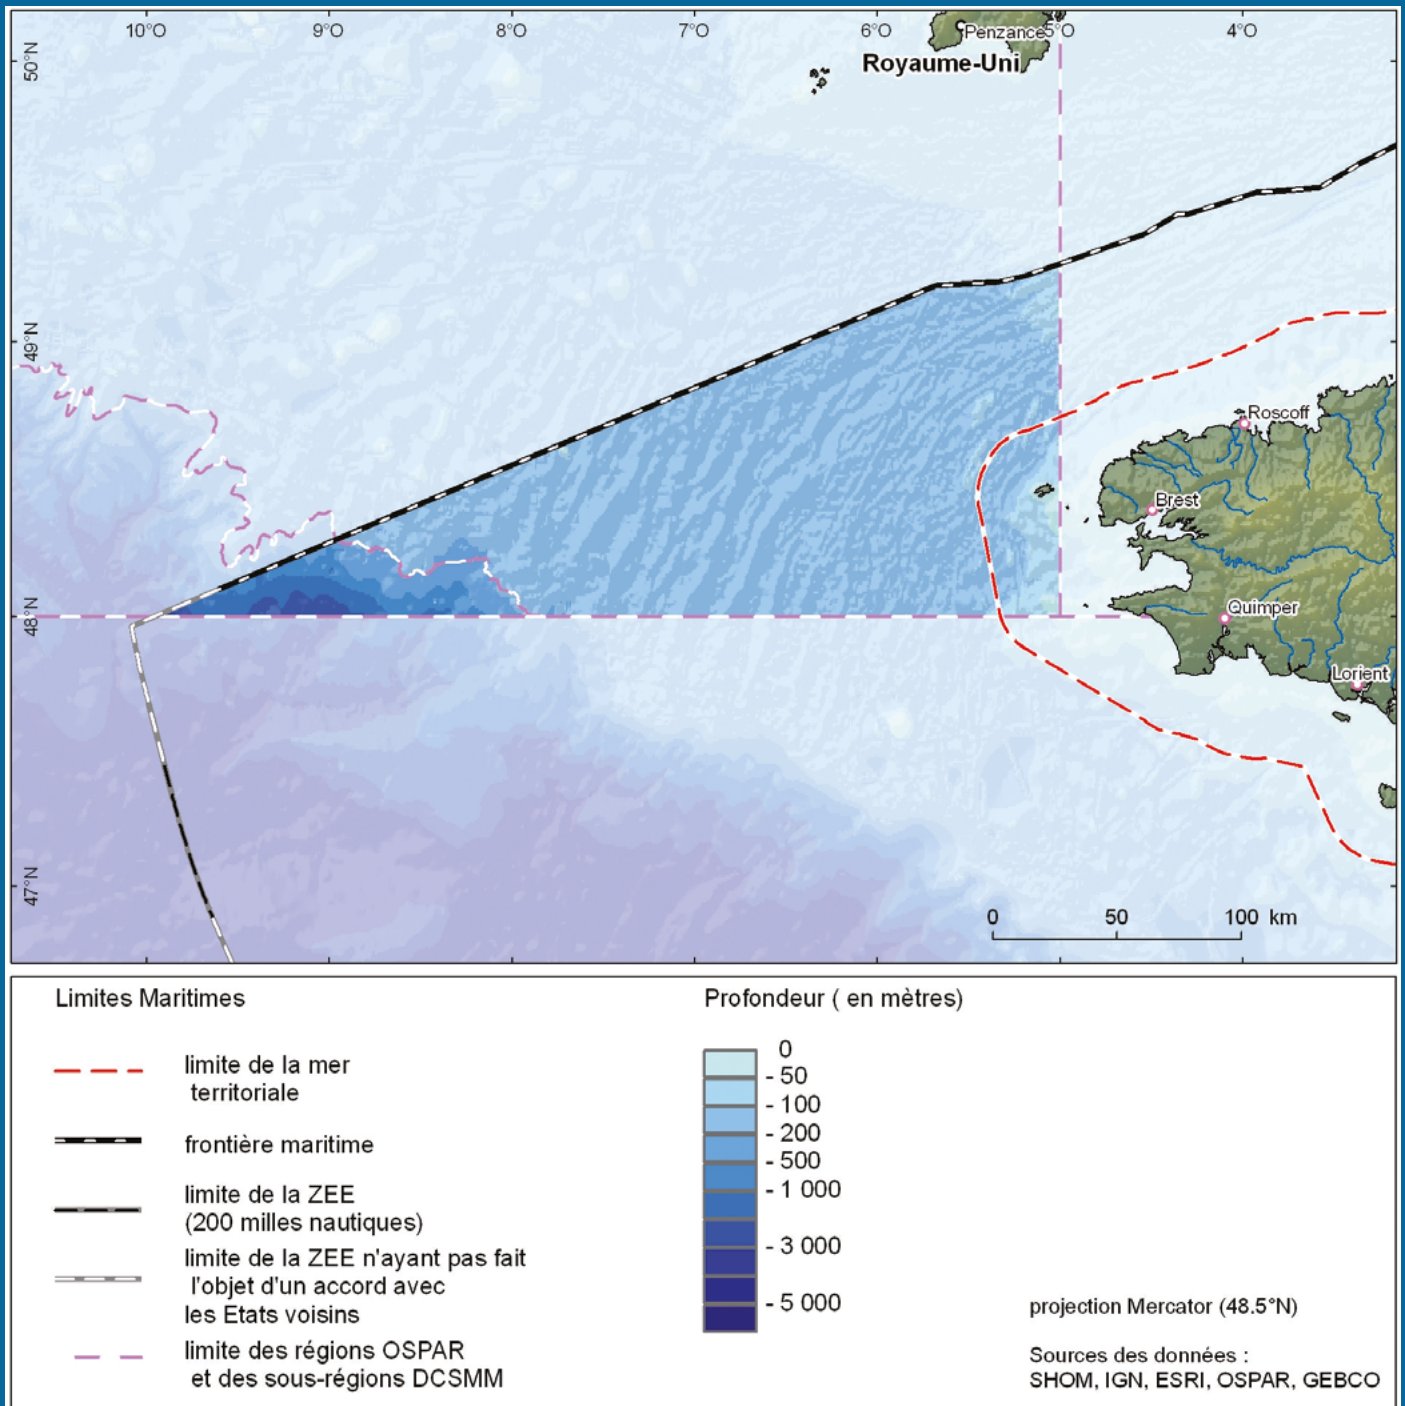 10°O 9°O 8°O 7°O 6°O 5°O 4°O
50°N
Penzance
Royaume-Uni
49°N
Roscoff
Brest
48°N
Quimper
Lorient
47°N
0 50 100 km
Limites Maritimes
limite de la mer
territoriale
frontière maritime
limite de la ZEE
(200 milles nautiques)
limite de la ZEE n'ayant pas fait
l'objet d'un accord avec
les Etats voisins
limite des régions OSPAR
et des sous-régions DCSMM
Profondeur ( en mètres)
0
- 50
- 100
- 200
- 500
- 1 000
- 3 000
- 5 000
projection Mercator (48.5°N)
Sources des données :
SHOM, IGN, ESRI, OSPAR, GEBCO